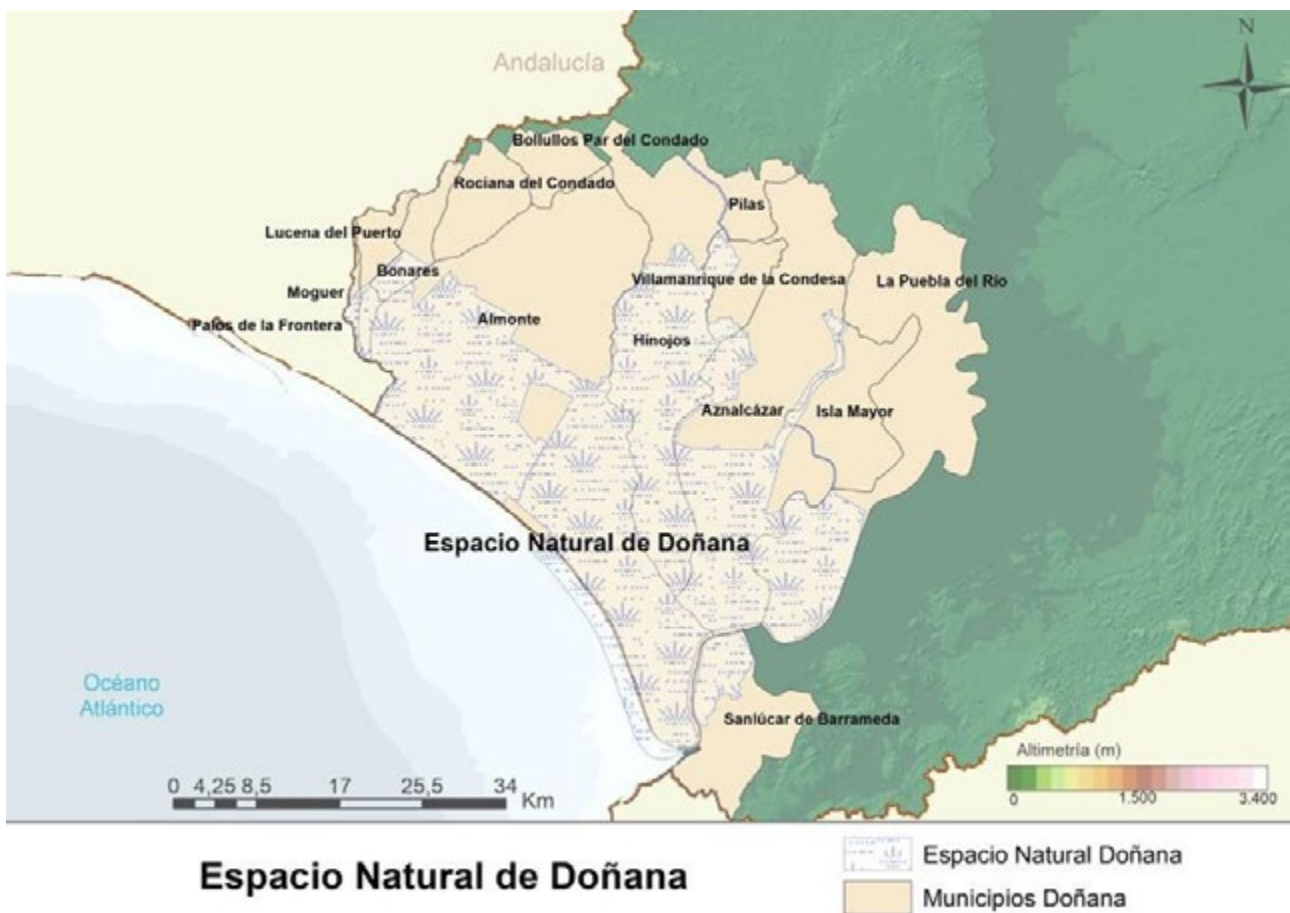 N
Andalucía
Bollullos Par del Condado
Rociana del Condado
Pilas
Lucena del Puerto
Bonares
Villamanrique de la Condesa
La Puebla del Río
Moguer
Palos de la Frontera
Almonte
Hinojos
Aznalcázar
Isla Mayor
Espacio Natural de Doñana
Océano
Atlántico
Sanlúcar de Barrameda
Altimetría (m)
0 1.500 3.400
0 4,25 8,5 17 25,5 34
Km
Espacio Natural de Doñana
Espacio Natural Doñana
Municipios Doñana